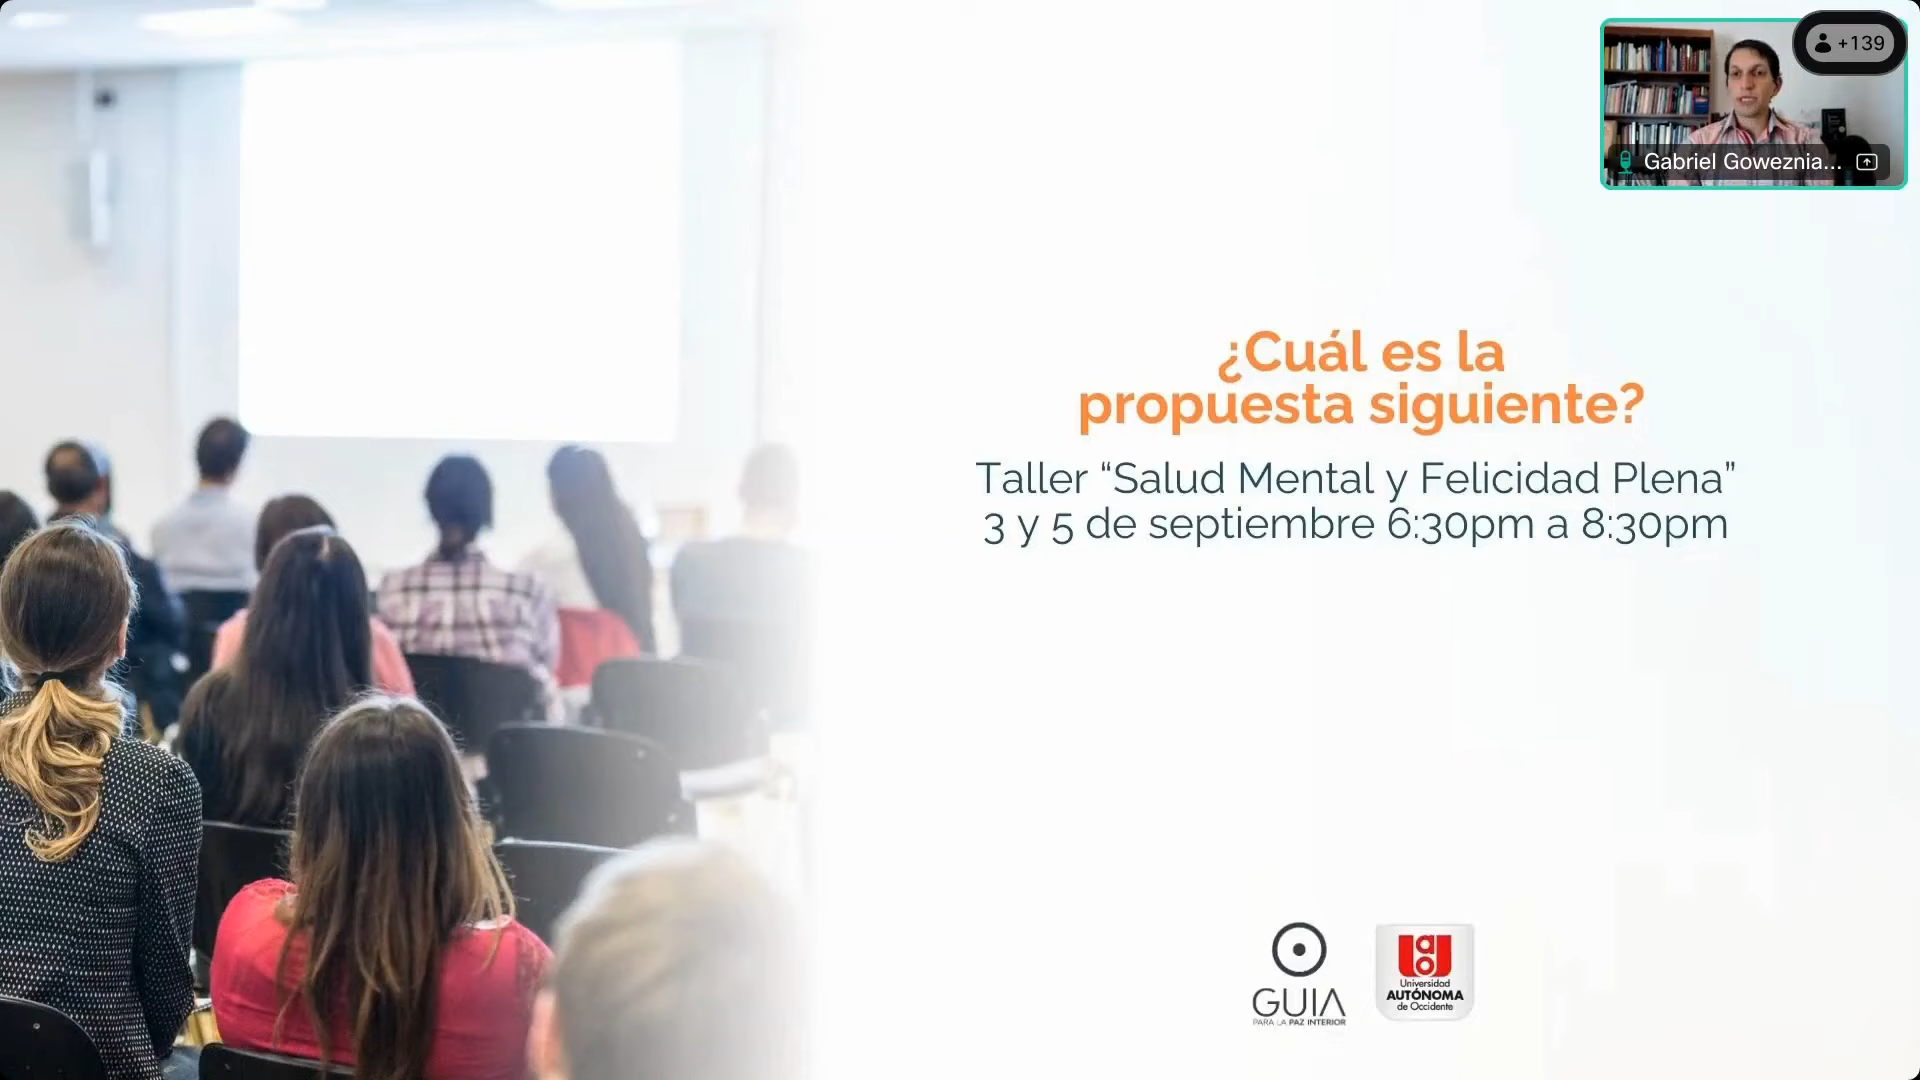 +139
Gabriel Goweznia...
¿Cuál es la
propuesta siguiente?
Taller “Salud Mental y Felicidad Plena”
3 y 5 de septiembre 6:30pm a 8:30pm
GUIA
PARA LA PAZ INTERIOR
Universidad
AUTÓNOMA
de Occidente